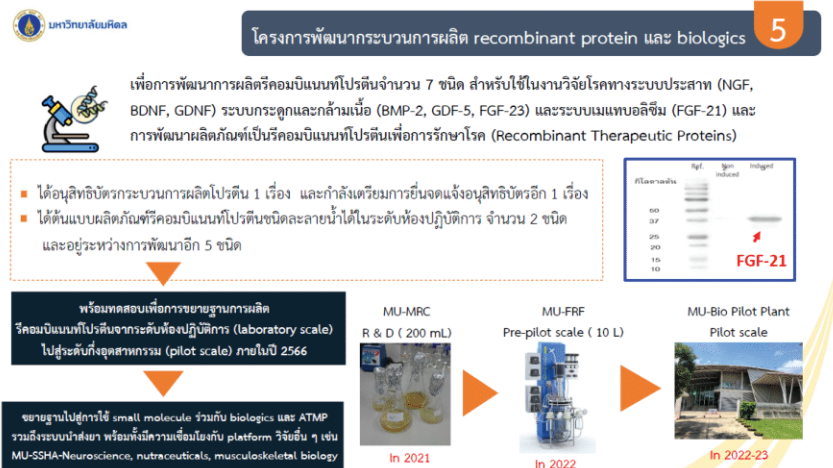 มหาวิทยาลัยมหิดล
โครงการพัฒนากระบวนการผลิต recombinant protein และ biologics
5
เพื่อการพัฒนาการผลิตรีคอมบิแนนท์โปรตีนจำนวน 7 ชนิด สำหรับใช้ในงานวิจัยโรคทางระบบประสาท (NGF,
BDNF, GDNF) ระบบกระดูกและกล้ามเนื้อ (BMP-2, GDF-5, FGF-23) และระบบเมแทบอลิซึม (FGF-21) และ
การพัฒนาผลิตภัณฑ์เป็นรีคอมบิแนนท์โปรตีนเพื่อการรักษาโรค (Recombinant Therapeutic Proteins)
ได้อนุสิทธิบัตรกระบวนการผลิตโปรตีน 1 เรื่อง และกำลังเตรียมการยื่นจดแจ้งอนุสิทธิบัตรอีก 1 เรื่อง
ได้ต้นแบบผลิตภัณฑ์รีคอมบิแนนท์โปรตีนชนิดละลายน้ำได้ในระดับห้องปฏิบัติการ จำนวน 2 ชนิด
และอยู่ระหว่างการพัฒนาอีก 5 ชนิด
Ref. Non Induced
induced
กิโลดาลตัน
50
37
25
20
15
10
FGF-21
พร้อมทดสอบเพื่อการขยายฐานการผลิต
รีคอมบิแนนท์โปรตีนจากระดับห้องปฏิบัติการ (laboratory scale)
ไปสู่ระดับกึ่งอุตสาหกรรม (pilot scale) ภายในปี 2566
ขยายฐานไปสู่การใช้ small molecule ร่วมกับ biologics และ ATMP
รวมถึงระบบนำส่งยา พร้อมทั้งมีความเชื่อมโยงกับ platform วิจัยอื่น ๆ เช่น
MU-SSHA-Neuroscience, nutraceuticals, musculoskeletal biology
MU-MRC
R & D ( 200 mL)
In 2021
MU-FRF
Pre-pilot scale ( 10 L)
In 2022
MU-Bio Pilot Plant
Pilot scale
In 2022-23